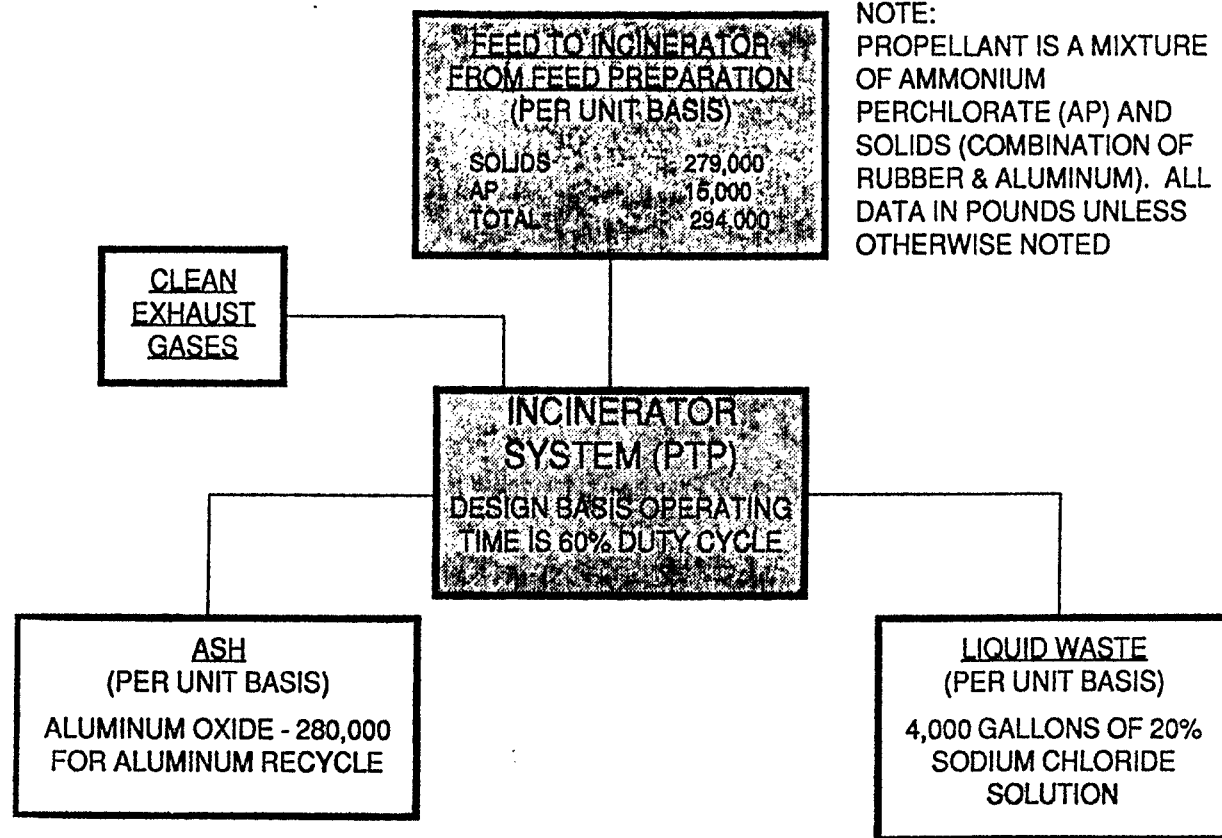 NOTE:
PROPELLANT IS A MIXTURE
OF AMMONIUM
PERCHLORATE (AP) AND
SOLIDS (COMBINATION OF
RUBBER & ALUMINUM). ALL
DATA IN POUNDS UNLESS
OTHERWISE NOTED
FEED TO INCINERATOR
FROM FEED PREPARATION
(PER UNIT BASIS)
SOLIDS 279,000
AP 15,000
TOTAL 294,000
CLEAN
EXHAUST
GASES
INCINERATOR
SYSTEM (PTP)
DESIGN BASIS OPERATING
TIME IS 60% DUTY CYCLE
ASH
(PER UNIT BASIS)
ALUMINUM OXIDE - 280,000
FOR ALUMINUM RECYCLE
LIQUID WASTE
(PER UNIT BASIS)
4,000 GALLONS OF 20%
SODIUM CHLORIDE
SOLUTION